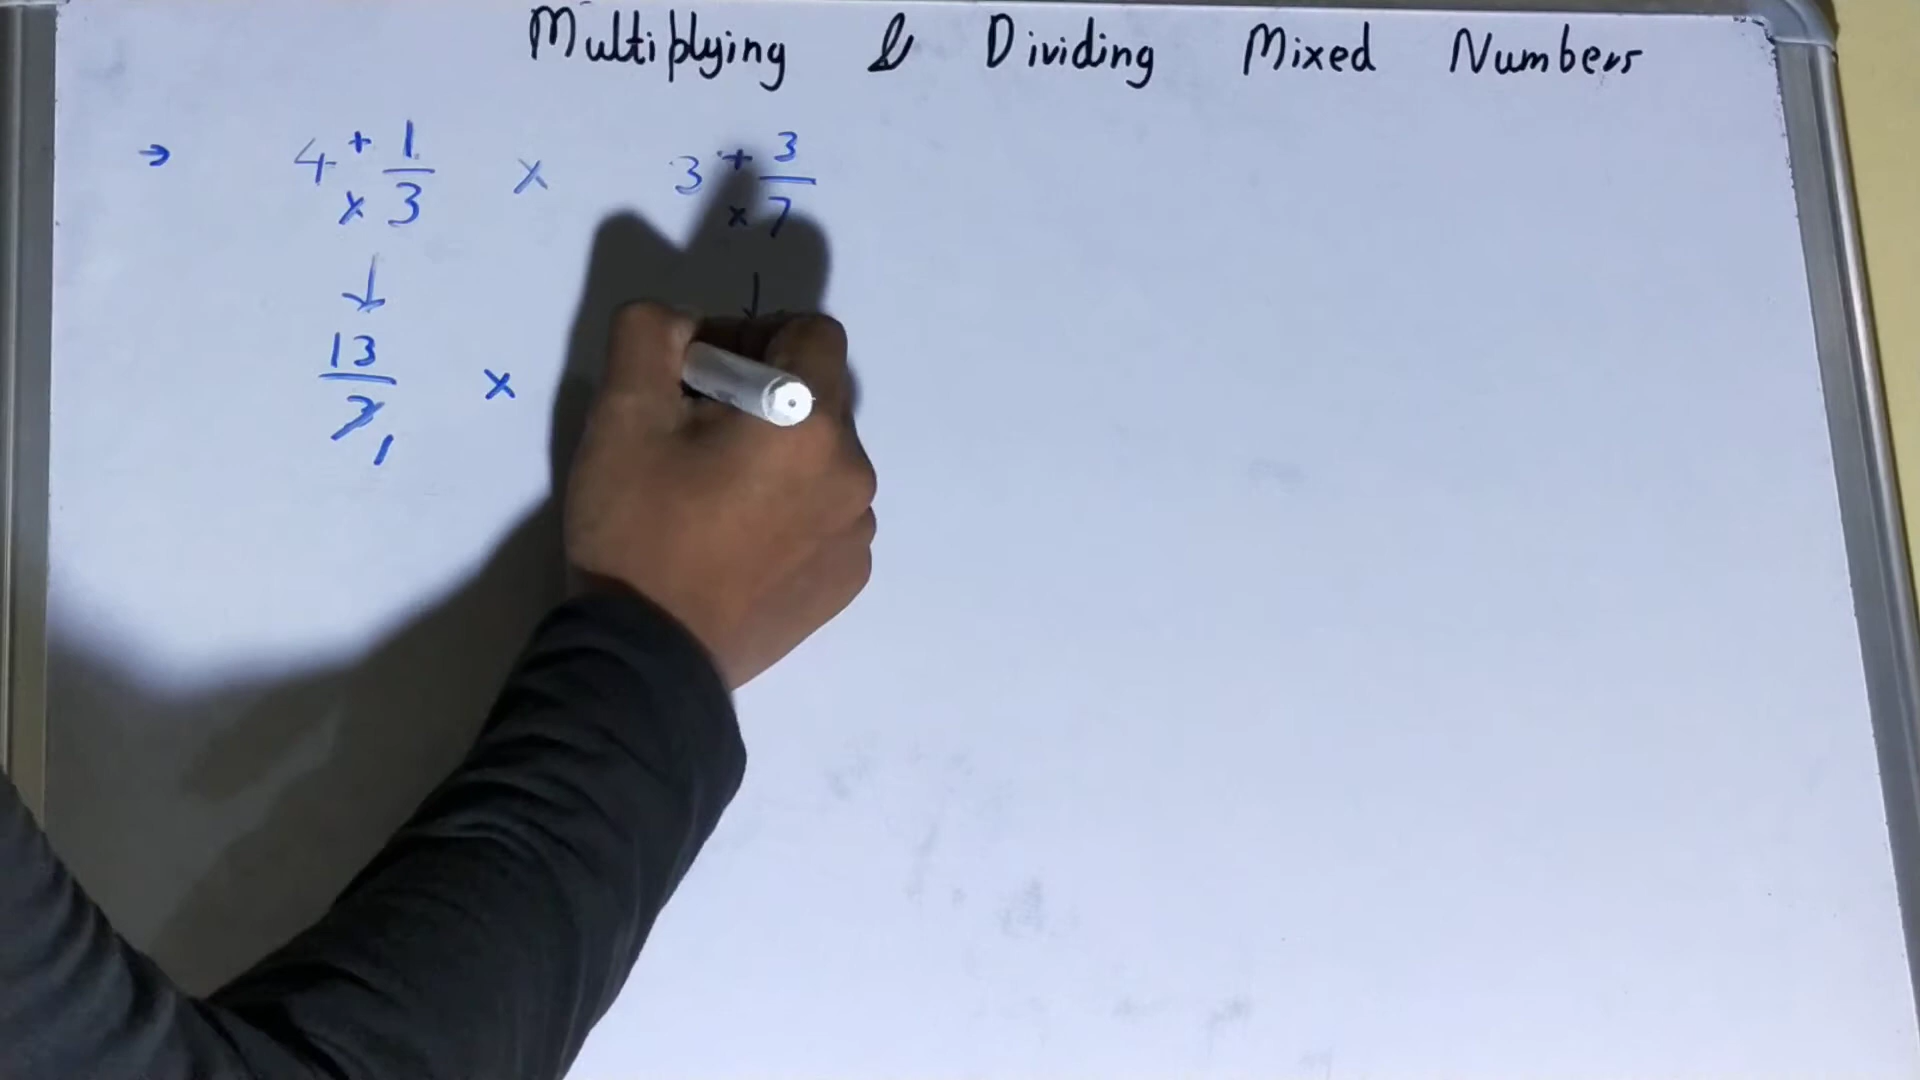 Multiplying & Dividing Mixed Numbers
→ 4 + 1/3 × 3 + 3/7
× ×
↓ ↓
13/3 ×
1